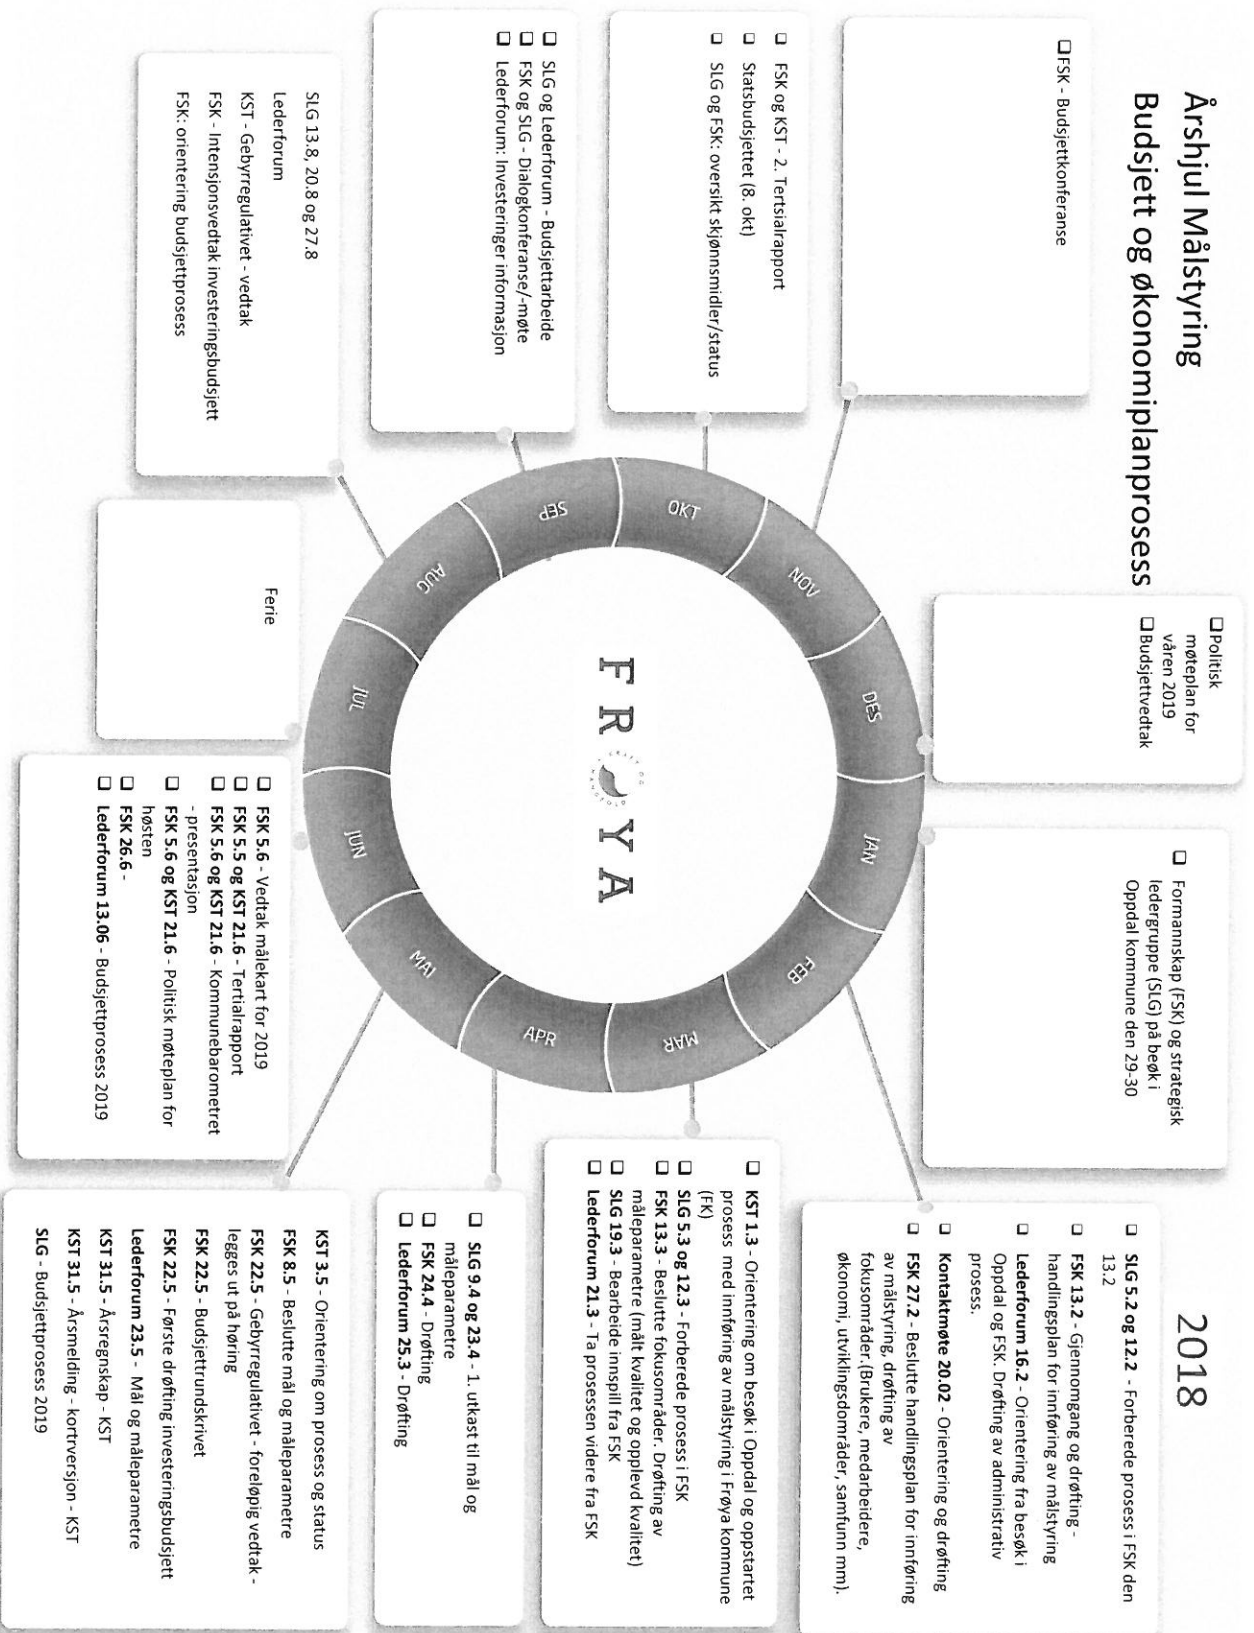 Årshjul Målstyring
Budsjett og økonomiplanprosess
2018
☐ Politisk
møteplan for
våren 2019
☐ Budsjettvedtak
☐ Formannskap (FSK) og strategisk
ledergruppe (SLG) på beøk i
Oppdal kommune den 29-30
☐ SLG 5.2 og 12.2 - Forberede prosess i FSK den
13.2
☐ FSK 13.2 - Gjennomgang og drøfting -
handlingsplan for innføring av målstyring
☐ Lederforum 16.2 - Orientering fra besøk i
Oppdal og FSK. Drøfting av administrativ
prosess.
☐ Kontaktmøte 20.02 - Orientering og drøfting
☐ FSK 27.2 - Beslutte handlingsplan for innføring
av målstyring, drøfting av
fokusområder.(Brukere, medarbeidere,
økonomi, utviklingsdområder, samfunn mm).
☐ KST 1.3 - Orientering om besøk i Oppdal og oppstartet
prosess med innføring av målstyring i Frøya kommune
(FK)
☐ SLG 5.3 og 12.3 - Forberede prosess i FSK
☐ FSK 13.3 - Beslutte fokusområder. Drøfting av
måleparametre (målt kvalitet og opplevd kvalitet)
☐ SLG 19.3 - Bearbeide innspill fra FSK
☐ Lederforum 21.3 - Ta prosessen videre fra FSK
☐ SLG 9.4 og 23.4 - 1. utkast til mål og
måleparametre
☐ FSK 24.4 - Drøfting
☐ Lederforum 25.3 - Drøfting
KST 3.5 - Orientering om prosess og status
FSK 8.5 - Beslutte mål og måleparametre
FSK 22.5 - Gebyrregulativet - foreløpig vedtak -
legges ut på høring
FSK 22.5 - Budsjettrundskrivet
FSK 22.5 - Første drøfting investeringsbudsjett
Lederforum 23.5 - Mål og måleparametre
KST 31.5 - Årsregnskap - KST
KST 31.5 - Årsmelding - kortrversjon - KST
SLG - Budsjettprosess 2019
☐ FSK 5.6 - Vedtak målekart for 2019
☐ FSK 5.5 og KST 21.6 - Tertialrapport
☐ FSK 5.6 og KST 21.6 - Kommunebarometret
-presentasjon
☐ FSK 5.6 og KST 21.6 - Politisk møteplan for
høsten
☐ FSK 26.6 -
☐ Lederforum 13.06 - Budsjettprosess 2019
Ferie
SLG 13.8, 20.8 og 27.8
Lederforum
KST - Gebyrregulativet - vedtak
FSK - Intensjonsvedtak investeringsbudsjett
FSK: orientering budsjettprosess
☐ SLG og Lederforum - Budsjettarbeide
☐ FSK og SLG - Dialogkonferanse/-møte
☐ Lederforum: Investeringer informasjon
☐ FSK og KST - 2. Tertsialrapport
☐ Statsbudsjettet (8. okt)
☐ SLG og FSK: oversikt skjønnsmidler/status
☐ FSK - Budsjettkonferanse
JAN
FEB
MAR
APR
MAI
JUN
JUL
AUG
SEP
OKT
NOV
DES
FRØYA